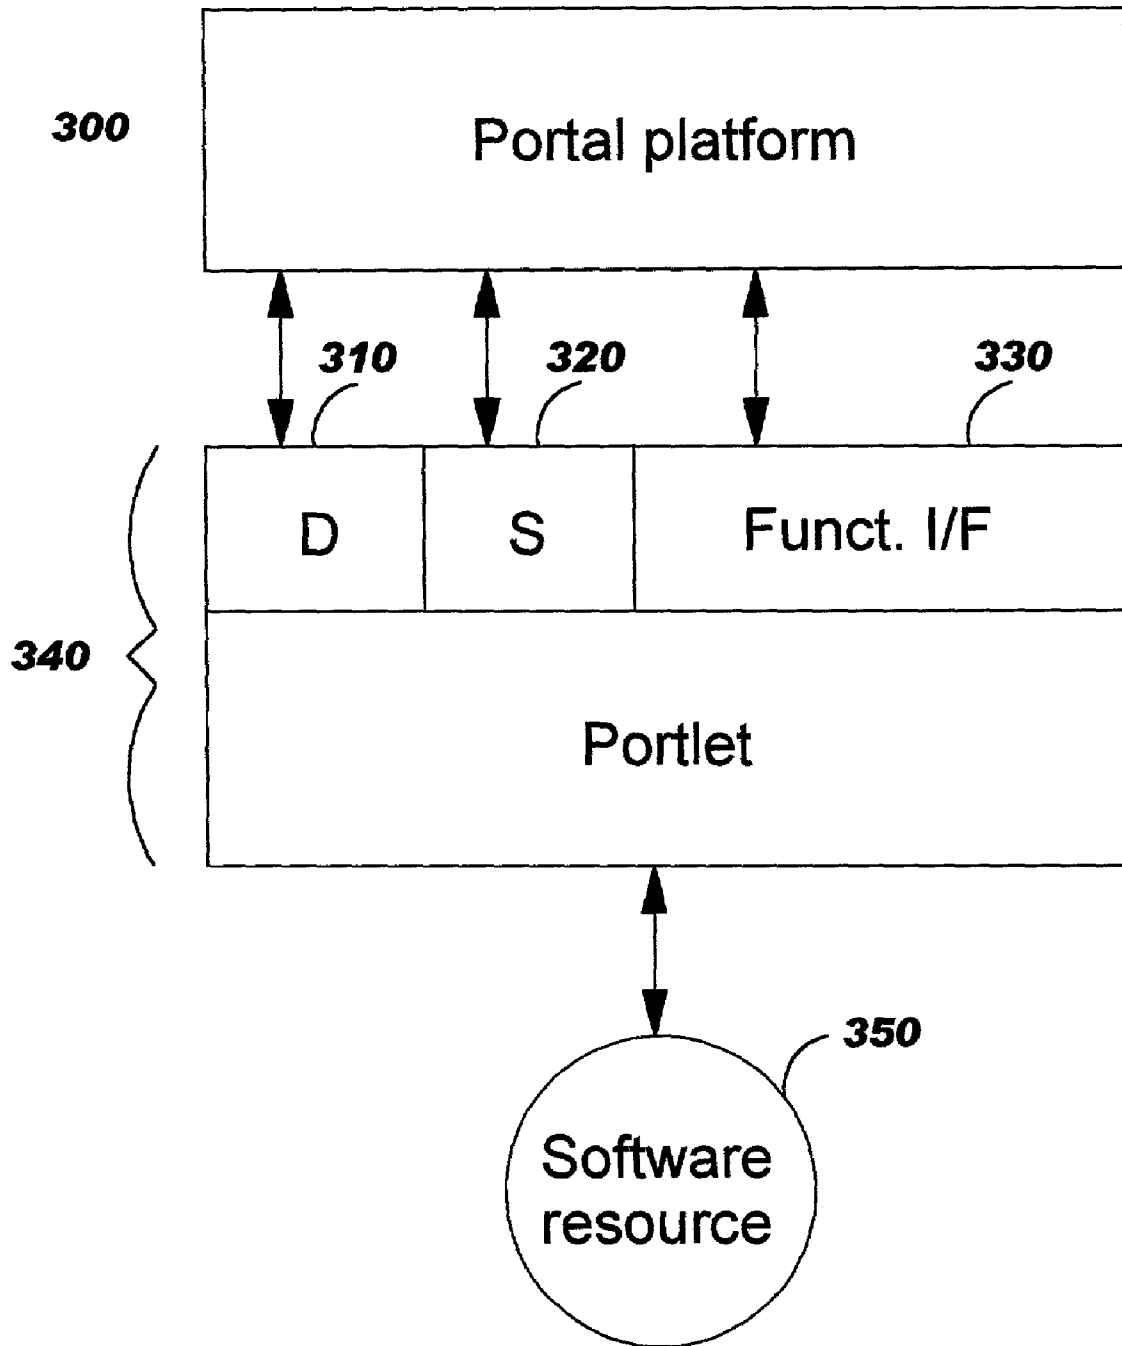 300
Portal platform
310
320
330
D
S
Funct. I/F
340
Portlet
350
Software
resource